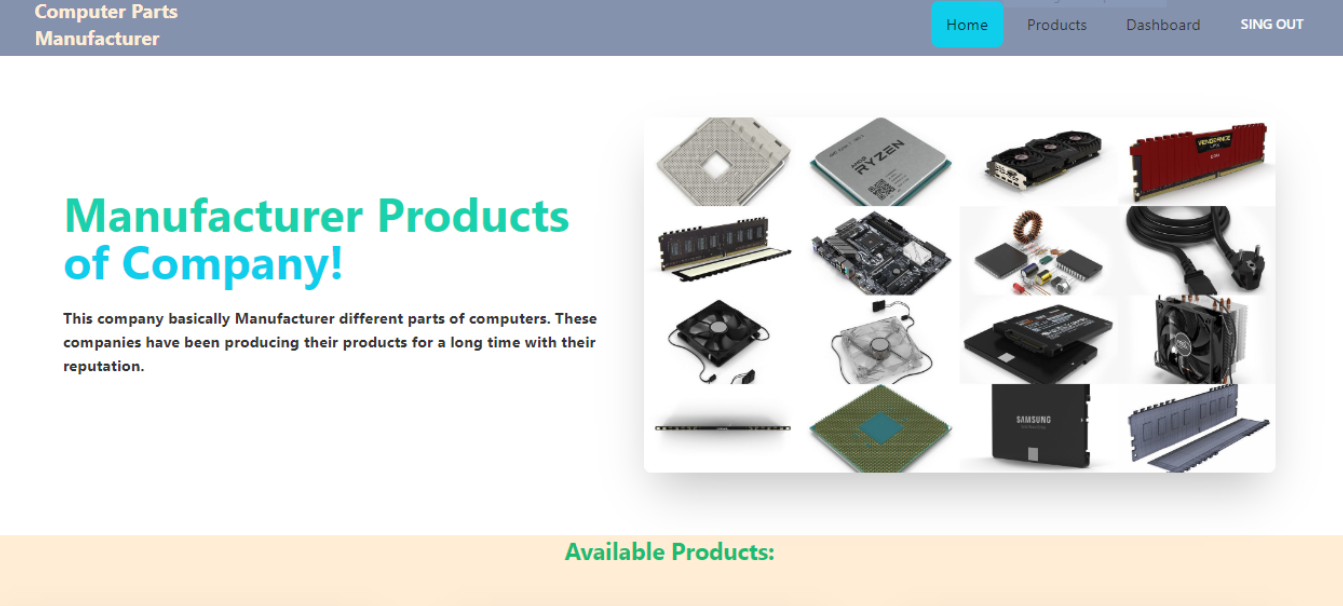 Computer Parts
Manufacturer
Home
Products
Dashboard
SING OUT
Manufacturer Products
of Company!
This company basically Manufacturer different parts of computers. These
companies have been producing their products for a long time with their
reputation.
RYZEN
VENGEANCE
SAMSUNG
Available Products: